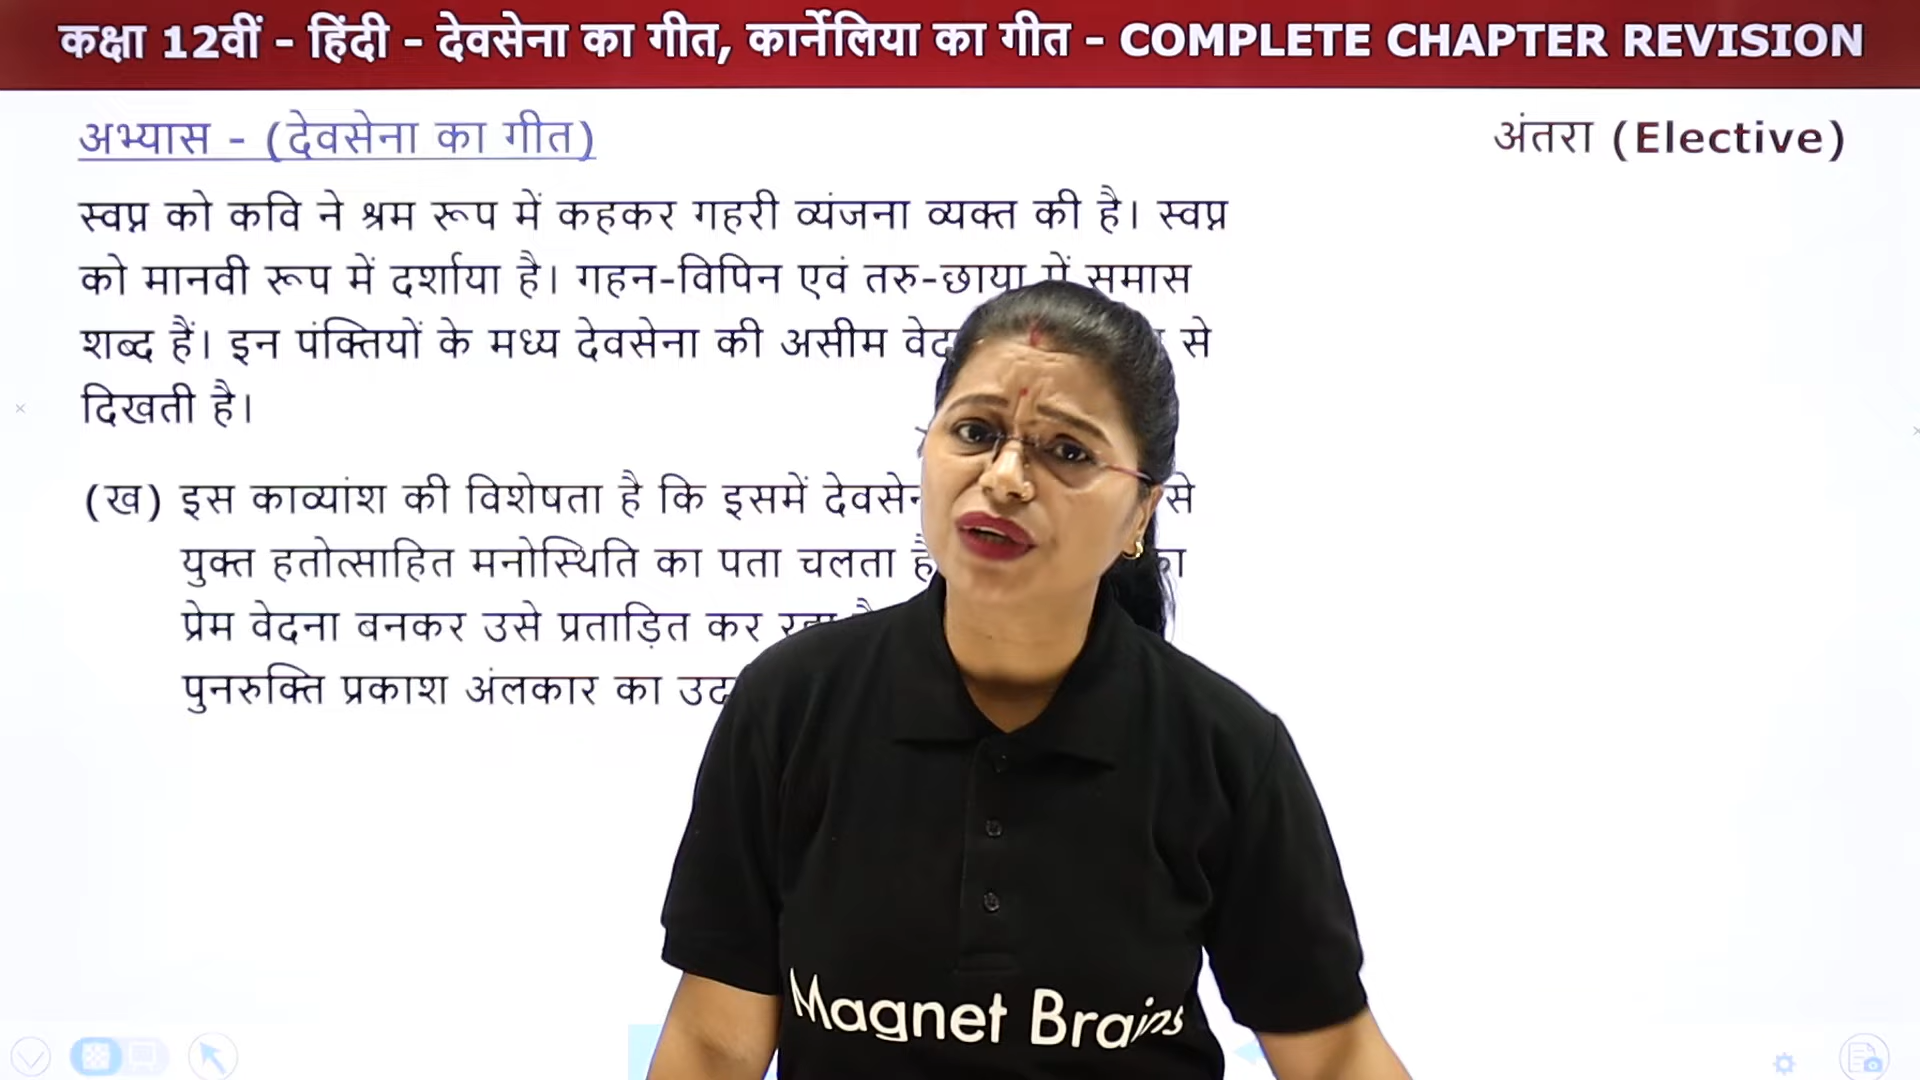 कक्षा 12वीं - हिंदी - देवसेना का गीत, कार्नेलिया का गीत - COMPLETE CHAPTER REVISION
अभ्यास - (देवसेना का गीत)
अंतरा (Elective)
स्वप्न को कवि ने श्रम रूप में कहकर गहरी व्यंजना व्यक्त की है। स्वप्न
को मानवी रूप में दर्शाया है। गहन-विपिन एवं तरु-छाया में समास
शब्द हैं। इन पंक्तियों के मध्य देवसेना की असीम से
दिखती है।
(ख) इस काव्यांश की विशेषता है कि इसमें से
युक्त हतोत्साहित मनोस्थिति का पता चलता
प्रेम वेदना बनकर उसे प्रताड़ित कर
पुनरुक्ति प्रकाश अंलकार का
Magnet Brains